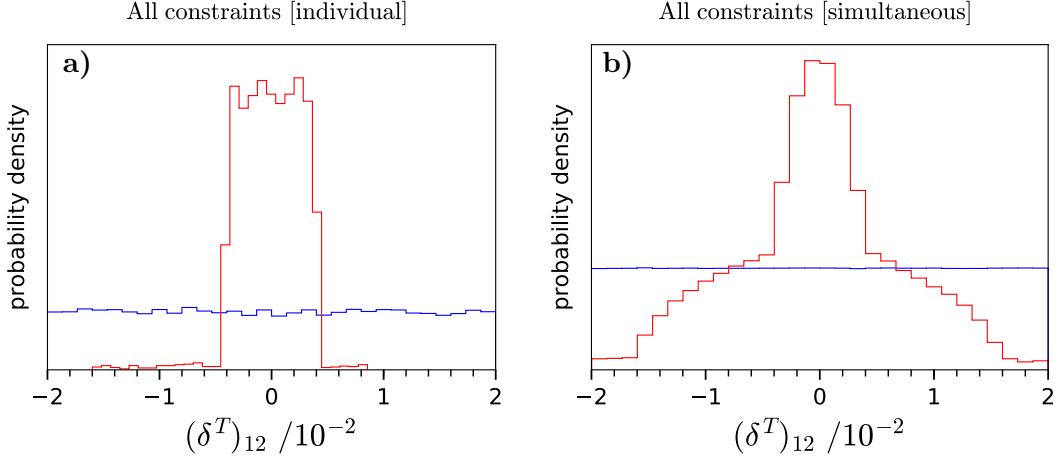 All constraints [individual]
a)
probability density
−2 −1 0 1 2
(δ^T)_12 /10^−2
All constraints [simultaneous]
b)
probability density
−2 −1 0 1 2
(δ^T)_12 /10^−2